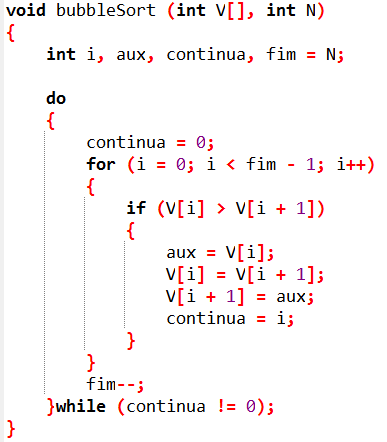 void bubbleSort (int V[], int N)
{
    int i, aux, continua, fim = N;

    do
    {
        continua = 0;
        for (i = 0; i < fim - 1; i++)
        {
            if (V[i] > V[i + 1])
            {
                aux = V[i];
                V[i] = V[i + 1];
                V[i + 1] = aux;
                continua = i;
            }
        }
        fim--;
    }while (continua != 0);
}